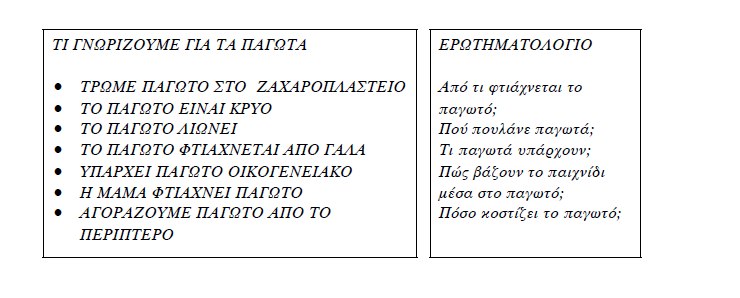 ΤΙ ΓΝΩΡΙΖΟΥΜΕ ΓΙΑ ΤΑ ΠΑΓΩΤΑ
ΤΡΩΜΕ ΠΑΓΩΤΟ ΣΤΟ ΖΑΧΑΡΟΠΛΑΣΤΕΙΟ
ΤΟ ΠΑΓΩΤΟ ΕΙΝΑΙ ΚΡΥΟ
ΤΟ ΠΑΓΩΤΟ ΛΙΩΝΕΙ
ΤΟ ΠΑΓΩΤΟ ΦΤΙΑΧΝΕΤΑΙ ΑΠΟ ΓΑΛΑ
ΥΠΑΡΧΕΙ ΠΑΓΩΤΟ ΟΙΚΟΓΕΝΕΙΑΚΟ
Η ΜΑΜΑ ΦΤΙΑΧΝΕΙ ΠΑΓΩΤΟ
ΑΓΟΡΑΖΟΥΜΕ ΠΑΓΩΤΟ ΑΠΟ ΤΟ
ΠΕΡΙΠΤΕΡΟ
ΕΡΩΤΗΜΑΤΟΛΟΓΙΟ
Από τι φτιάχνεται το
παγωτό;
Πού πουλάνε παγωτά;
Τι παγωτά υπάρχουν;
Πώς βάζουν το παιχνίδι
μέσα στο παγωτό;
Πόσο κοστίζει το παγωτό;